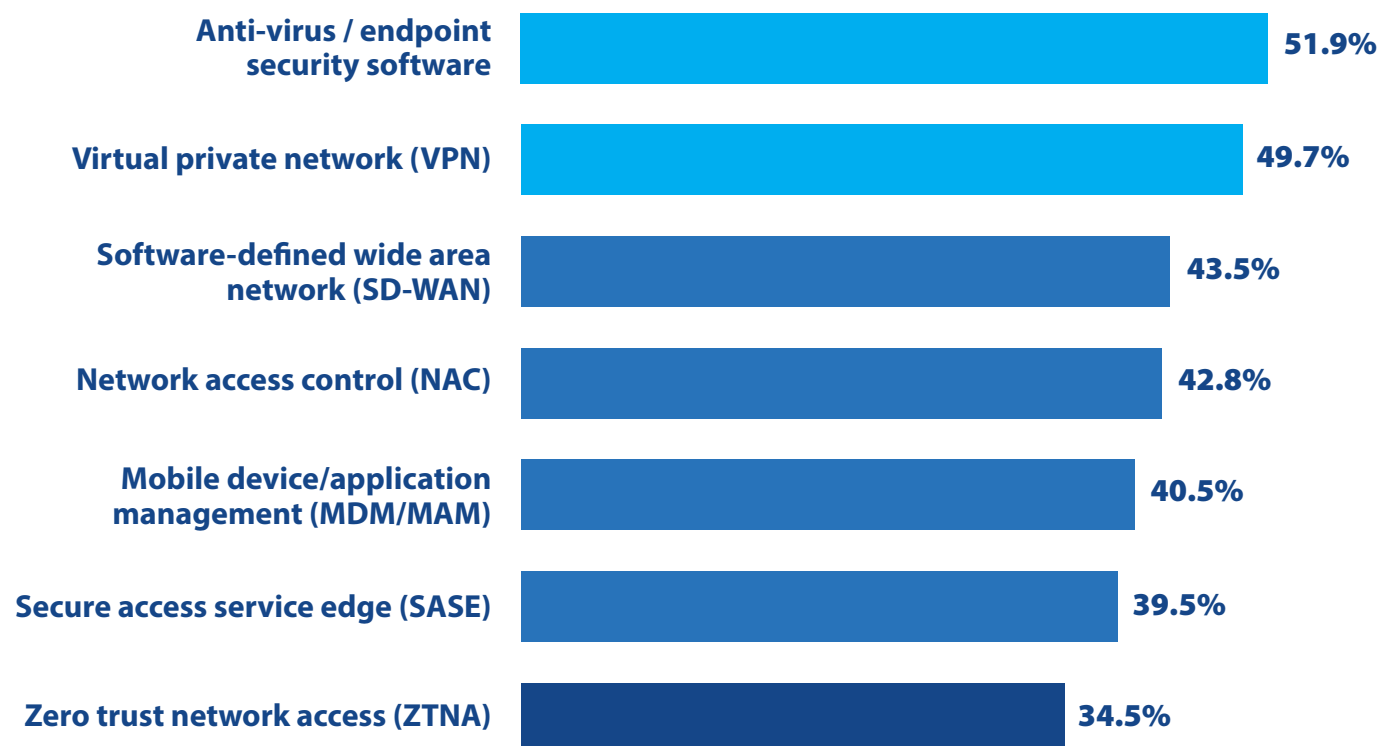 Anti-virus / endpoint
security software
51.9%
Virtual private network (VPN)
49.7%
Software-defined wide area
network (SD-WAN)
43.5%
Network access control (NAC)
42.8%
Mobile device/application
management (MDM/MAM)
40.5%
Secure access service edge (SASE)
39.5%
Zero trust network access (ZTNA)
34.5%